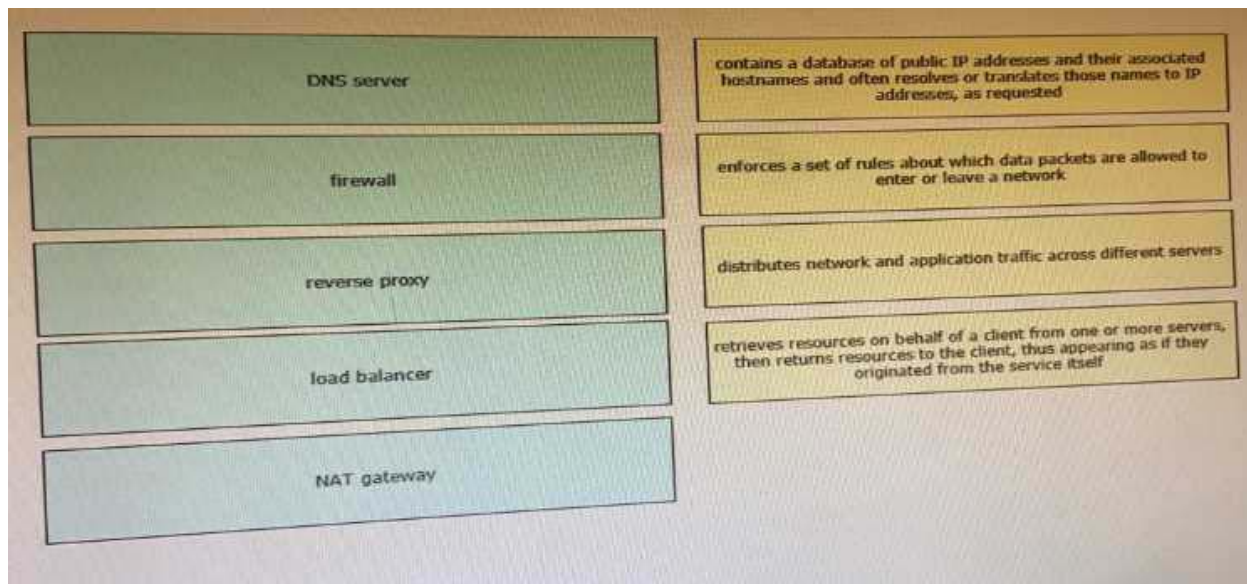 DNS server
firewall
reverse proxy
load balancer
NAT gateway
contains a database of public IP addresses and their associated
hostnames and often resolves or translates those names to IP
addresses, as requested
enforces a set of rules about which data packets are allowed to
enter or leave a network
distributes network and application traffic across different servers
retrieves resources on behalf of a client from one or more servers,
then returns resources to the client, thus appearing as if they
originated from the service itself